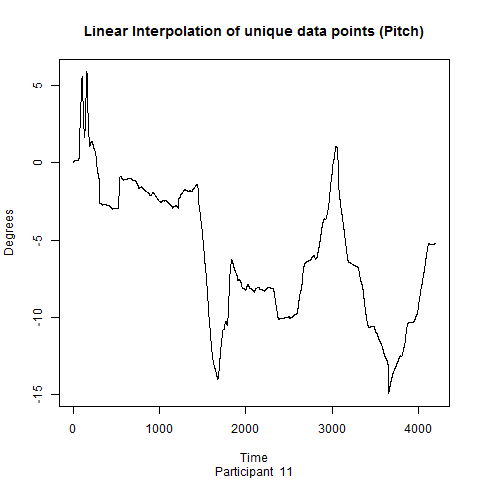 Linear Interpolation of unique data points (Pitch)
Degrees
5
0
-5
-10
-15
0 1000 2000 3000 4000
Time
Participant 11